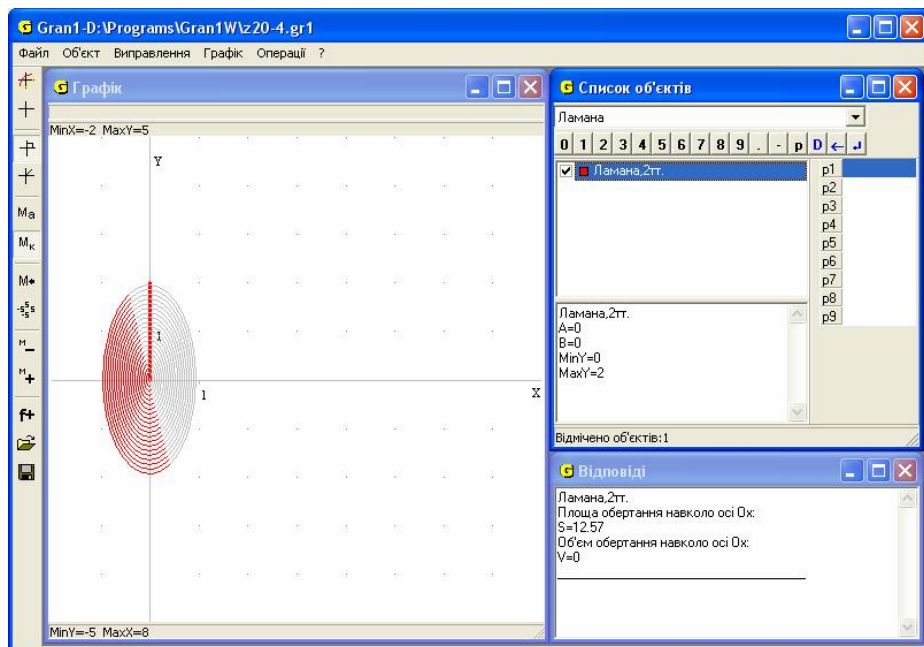 Gran1-D:\Programs\Gran1W\z20-4.gr1
Файл Об'єкт Виправлення Графік Операції ?
Графік
MinX=-2 MaxY=5
Y
1
1
X
MinY=-5 MaxX=8
Ma
Мк
M+
M
M+
f+
Список об'єктів
Ламана
0 1 2 3 4 5 6 7 8 9 . - p D ← ↲
Ламана,2тт.
p1
p2
p3
p4
p5
p6
p7
p8
p9
Ламана,2тт.
A=0
B=0
MinY=0
MaxY=2
Відмічено об'єктів:1
Відповіді
Ламана,2тт.
Площа обертання навколо осі Ox:
S=12.57
Об'єм обертання навколо осі Ox:
V=0